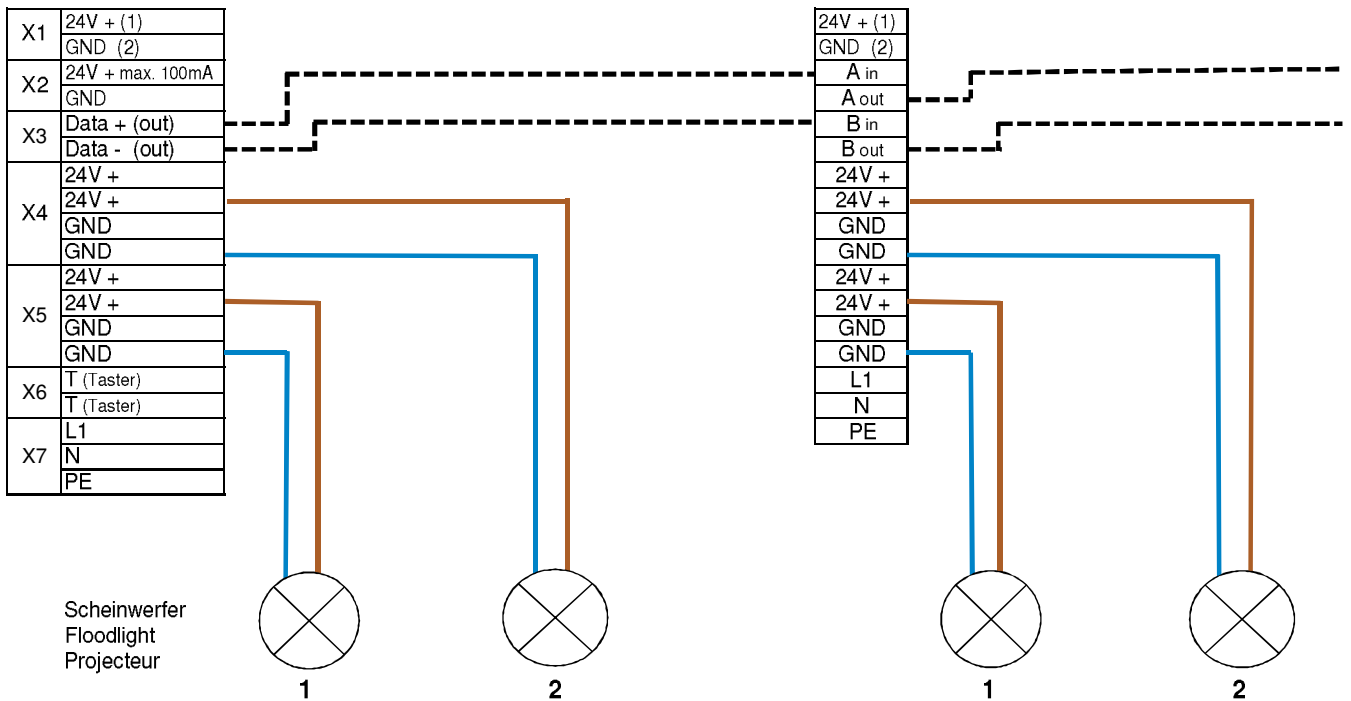 X1
24V + (1)
GND (2)
X2
24V + max. 100mA
GND
X3
Data + (out)
Data - (out)
X4
24V +
24V +
GND
GND
X5
24V +
24V +
GND
GND
X6
T (Taster)
T (Taster)
X7
L1
N
PE
24V + (1)
GND (2)
A in
A out
B in
B out
24V +
24V +
GND
GND
24V +
24V +
GND
GND
L1
N
PE
Scheinwerfer
Floodlight
Projecteur
1
2
1
2